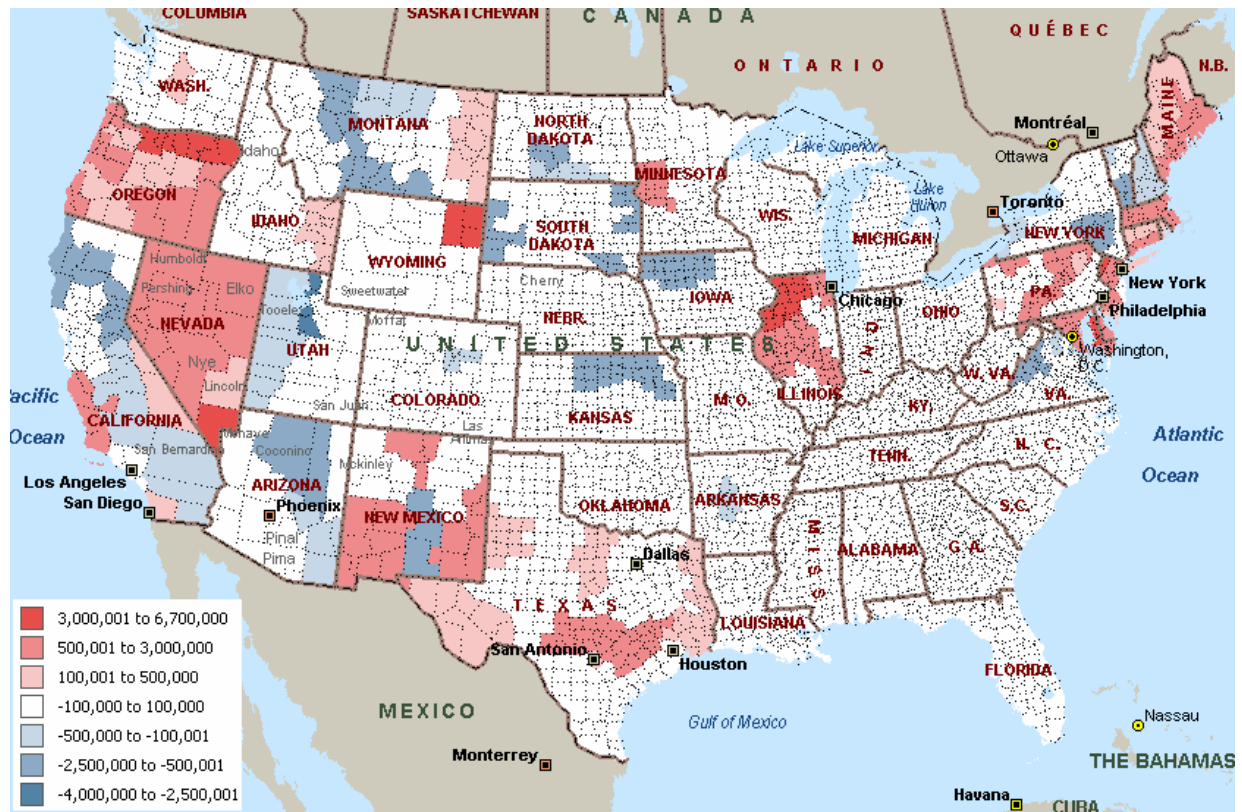 COLUMBIA
SASKATCHEWAN
CANADA
QUÉBEC
ONTARIO
N.B.
WASH.
MONTANA
NORTH
DAKOTA
MINNESOTA
Lake Superior
Montréal
Ottawa
MAINE
Idaho
OREGON
IDAHO
WYOMING
SOUTH
DAKOTA
WIS.
MICHIGAN
Lake
Huron
Toronto
NEW YORK
Humboldt
Pershing
Elko
Tooele
Sweetwater
Moffat
Cherry
IOWA
Chicago
New York
PA.
Philadelphia
NEVADA
UTAH
NEBR.
OHIO
UNITED STATES
Washington,
D.C.
Nye
Lincoln
San Juan
COLORADO
KANSAS
M.O.
ILLINOIS
I N D
W. VA.
VA.
KY.
Pacific
Ocean
CALIFORNIA
San Bernardino
Mohave
Coconino
Mckinley
Las
Animas
TENN.
N. C.
Atlantic
Ocean
Los Angeles
San Diego
ARIZONA
Phoenix
Pinal
Pima
NEW MEXICO
OKLAHOMA
ARKANSAS
MISS
ALABAMA
G.A.
S.C.
Dallas
TEXAS
LOUISIANA
San Antonio
Houston
FLORIDA
MEXICO
Gulf of Mexico
Nassau
THE BAHAMAS
Monterrey
Havana
CUBA
3,000,001 to 6,700,000
500,001 to 3,000,000
100,001 to 500,000
-100,000 to 100,000
-500,000 to -100,001
-2,500,000 to -500,001
-4,000,000 to -2,500,001